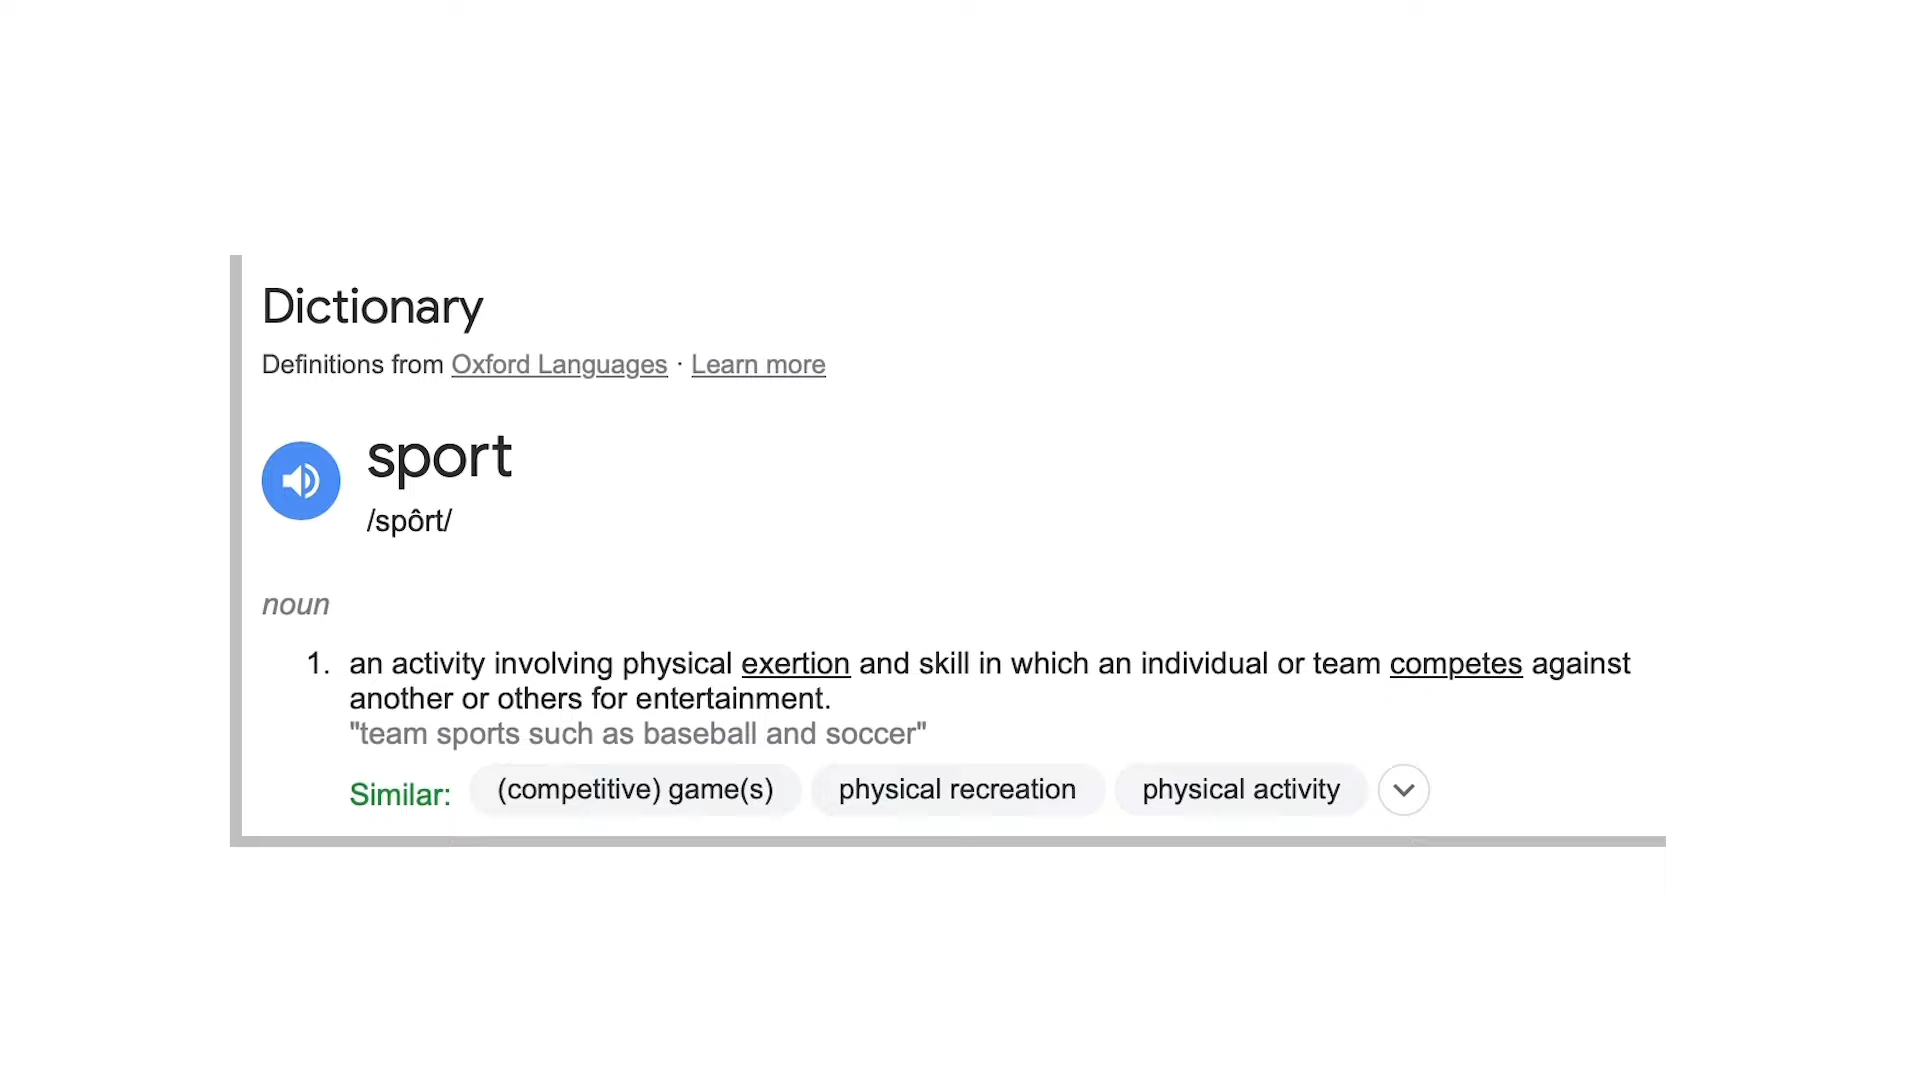 Dictionary
Definitions from Oxford Languages · Learn more
sport
/spôrt/
noun
1. an activity involving physical exertion and skill in which an individual or team competes against
another or others for entertainment.
"team sports such as baseball and soccer"
Similar: (competitive) game(s) physical recreation physical activity